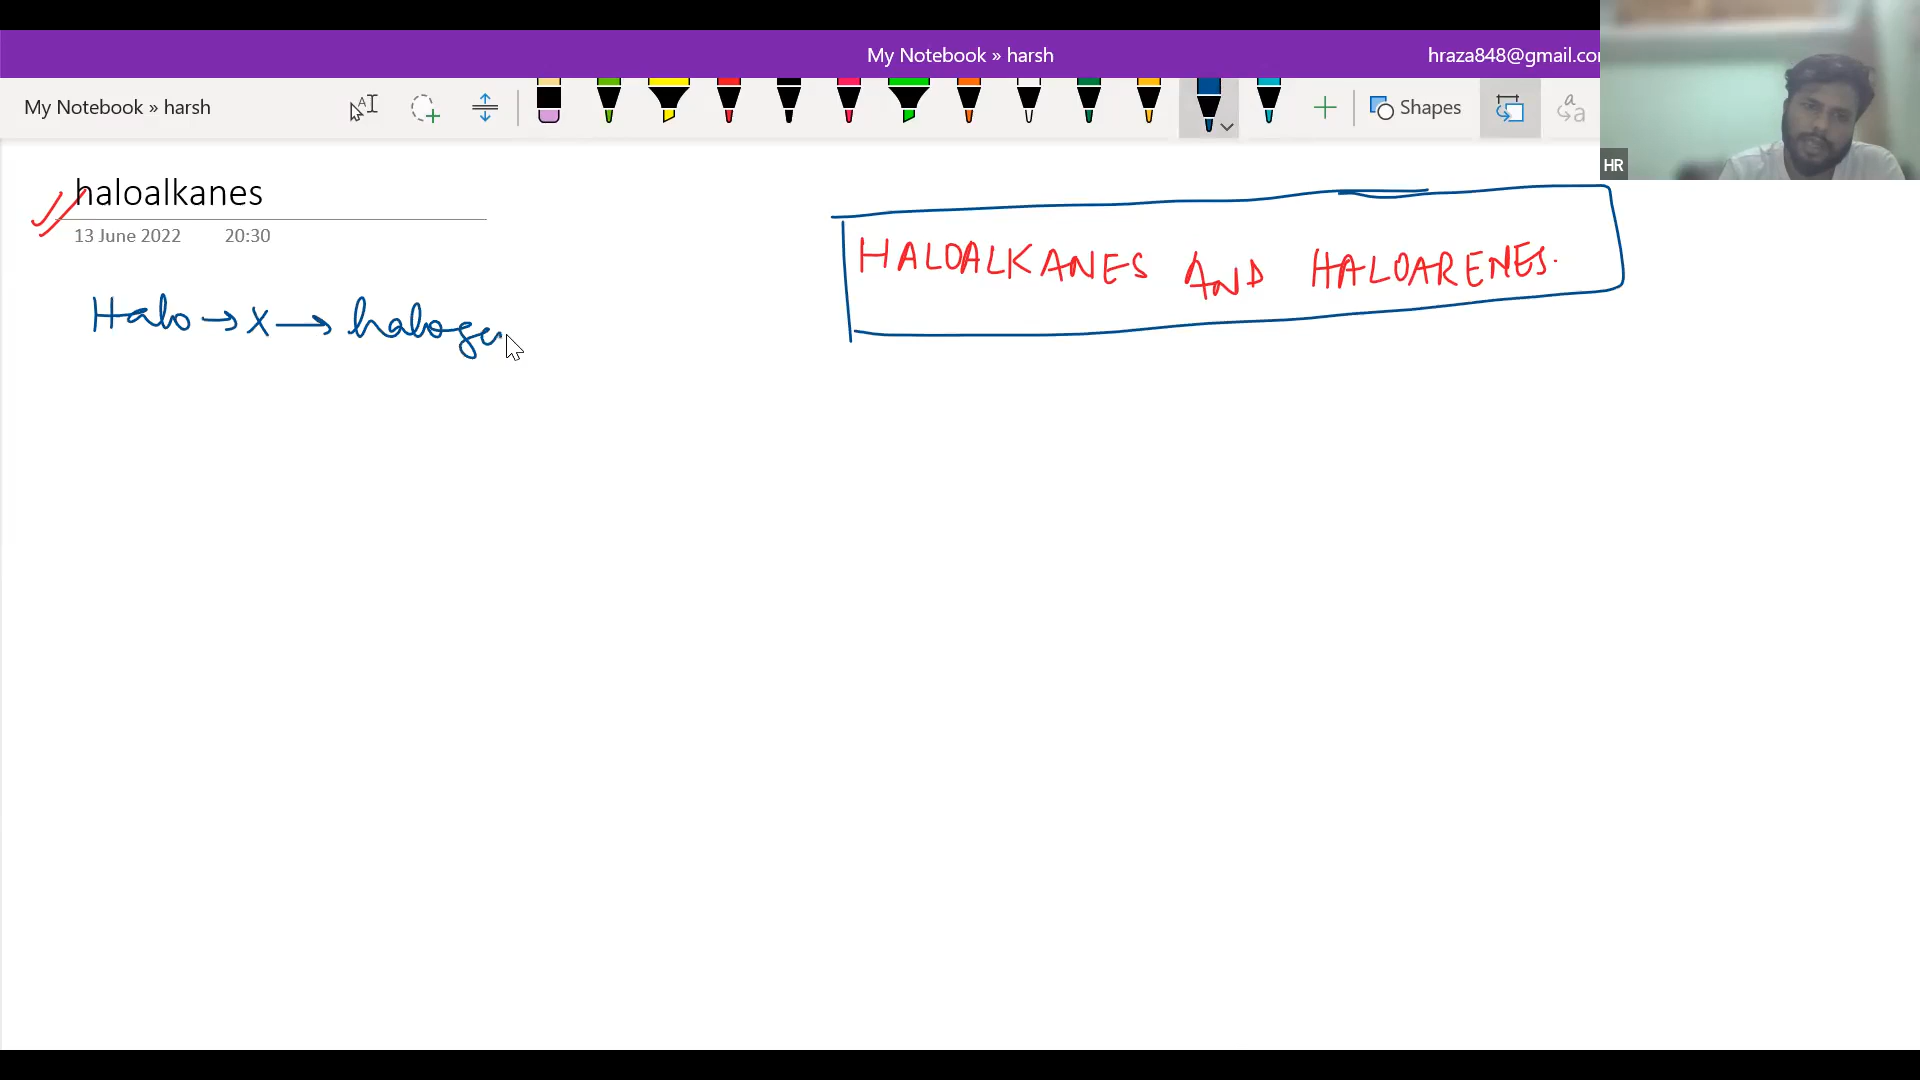 My Notebook » harsh
hraza848@gmail.co
My Notebook » harsh
Shapes
HR
haloalkanes
13 June 2022 20:30
HALOALKANES AND HALOARENES.
Halo → X → halogen